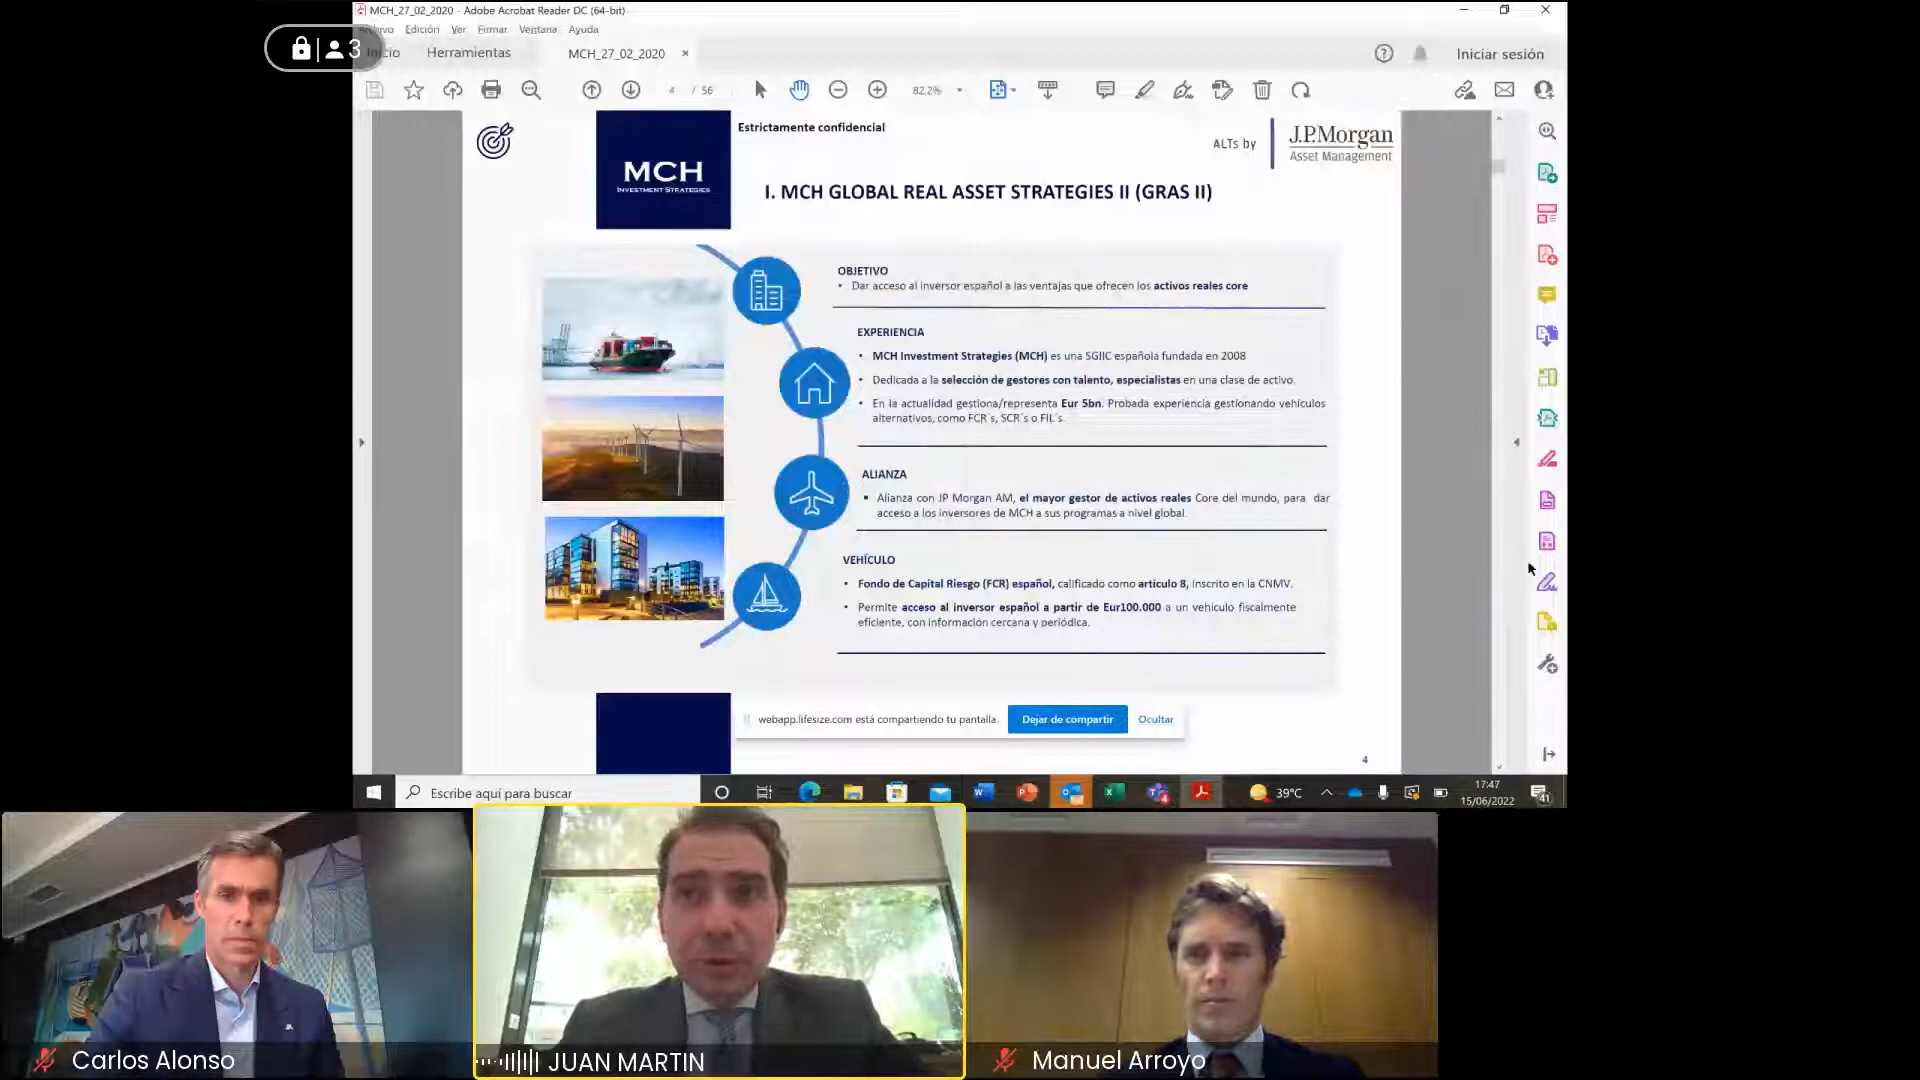 MCH_27_02_2020 - Adobe Acrobat Reader DC (64-bit)
Archivo Edición Ver Firmar Ventana Ayuda
3
Herramientas MCH_27_02_2020 × Iniciar sesión
4 / 56 82,2%
Estrictamente confidencial
MCH
INVESTMENT STRATEGIES
ALTs by
J.P.Morgan
Asset Management
I. MCH GLOBAL REAL ASSET STRATEGIES II (GRAS II)
OBJETIVO
• Dar acceso al inversor español a las ventajas que ofrecen los activos reales core
EXPERIENCIA
• MCH Investment Strategies (MCH) es una SGIIC española fundada en 2008
• Dedicada a la selección de gestores con talento, especialistas en una clase de activo.
• En la actualidad gestiona/representa Eur 5bn. Probada experiencia gestionando vehículos
alternativos, como FCR´s, SCR´s o FIL´s.
ALIANZA
▪ Alianza con JP Morgan AM, el mayor gestor de activos reales Core del mundo, para dar
acceso a los inversores de MCH a sus programas a nivel global.
VEHÍCULO
• Fondo de Capital Riesgo (FCR) español, calificado como artículo 8, inscrito en la CNMV.
• Permite acceso al inversor español a partir de Eur100.000 a un vehículo fiscalmente
eficiente, con información cercana y periódica.
webapp.lifesize.com está compartiendo tu pantalla. Dejar de compartir Ocultar
4
Escribe aquí para buscar
39°C
17:47
15/06/2022
41
Carlos Alonso
JUAN MARTIN
Manuel Arroyo